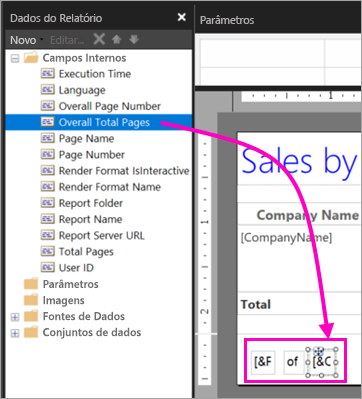 Dados do Relatório
Novo Editar...
Campos Internos
Execution Time
Language
Overall Page Number
Overall Total Pages
Page Name
Page Number
Render Format IsInteractive
Render Format Name
Report Folder
Report Name
Report Server URL
Total Pages
User ID
Parâmetros
Imagens
Fontes de Dados
Conjuntos de dados
Parâmetros
1
Sales by
Company Name
[CompanyName]
Total
2
[&F of [&C